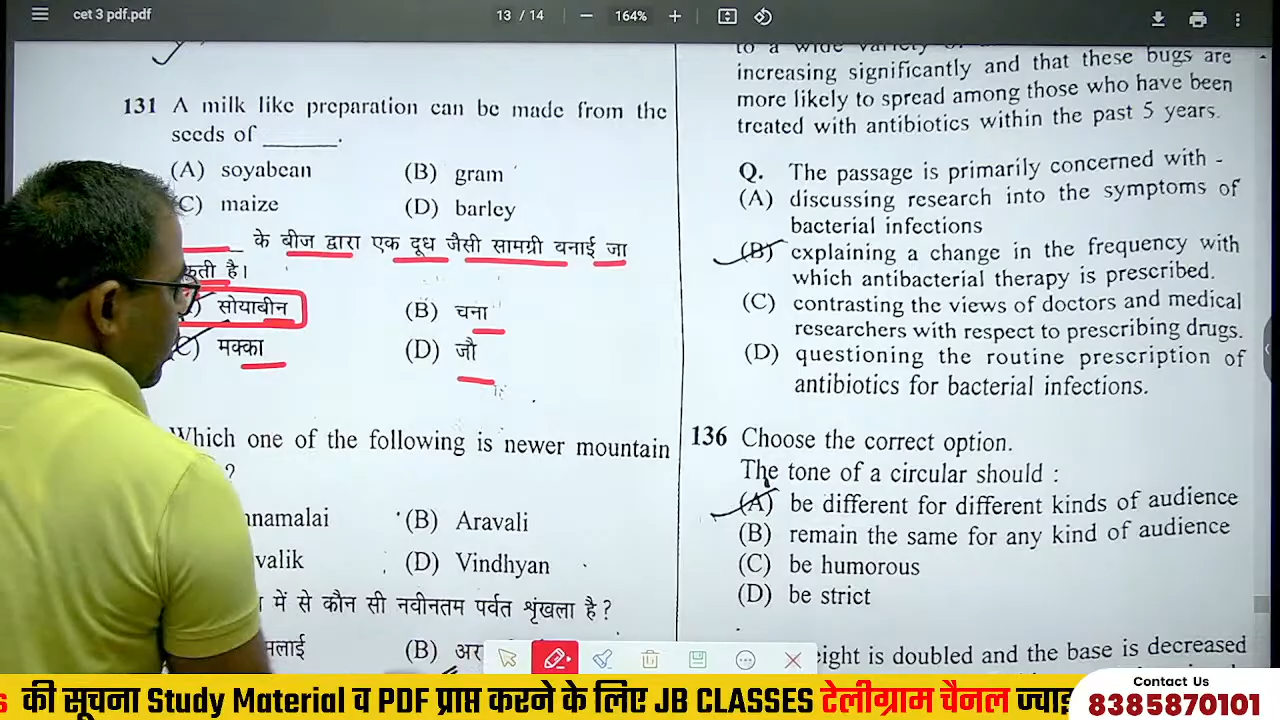 cet 3 pdf.pdf
13 / 14
164%
131 A milk like preparation can be made from the
seeds of ______.
(A) soyabean (B) gram
C) maize (D) barley
_____ के बीज द्वारा एक दूध जैसी सामग्री बनाई जा
कती है।
) सोयाबीन (B) चना
C) मक्का (D) जौ
Which one of the following is newer mountain
?
nnamalai (B) Aravali
valik (D) Vindhyan
में से कौन सी नवीनतम पर्वत शृंखला है ?
मलाई (B) अर
to a wide variety
increasing significantly and that these bugs are
more likely to spread among those who have been
treated with antibiotics within the past 5 years.
Q. The passage is primarily concerned with -
(A) discussing research into the symptoms of
bacterial infections
(B) explaining a change in the frequency with
which antibacterial therapy is prescribed.
(C) contrasting the views of doctors and medical
researchers with respect to prescribing drugs.
(D) questioning the routine prescription of
antibiotics for bacterial infections.
136 Choose the correct option.
The tone of a circular should :
(A) be different for different kinds of audience
(B) remain the same for any kind of audience
(C) be humorous
(D) be strict
eight is doubled and the base is decreased
s की सूचना Study Material व PDF प्राप्त करने के लिए JB CLASSES टेलीग्राम चैनल ज्वाइ
Contact Us
8385870101